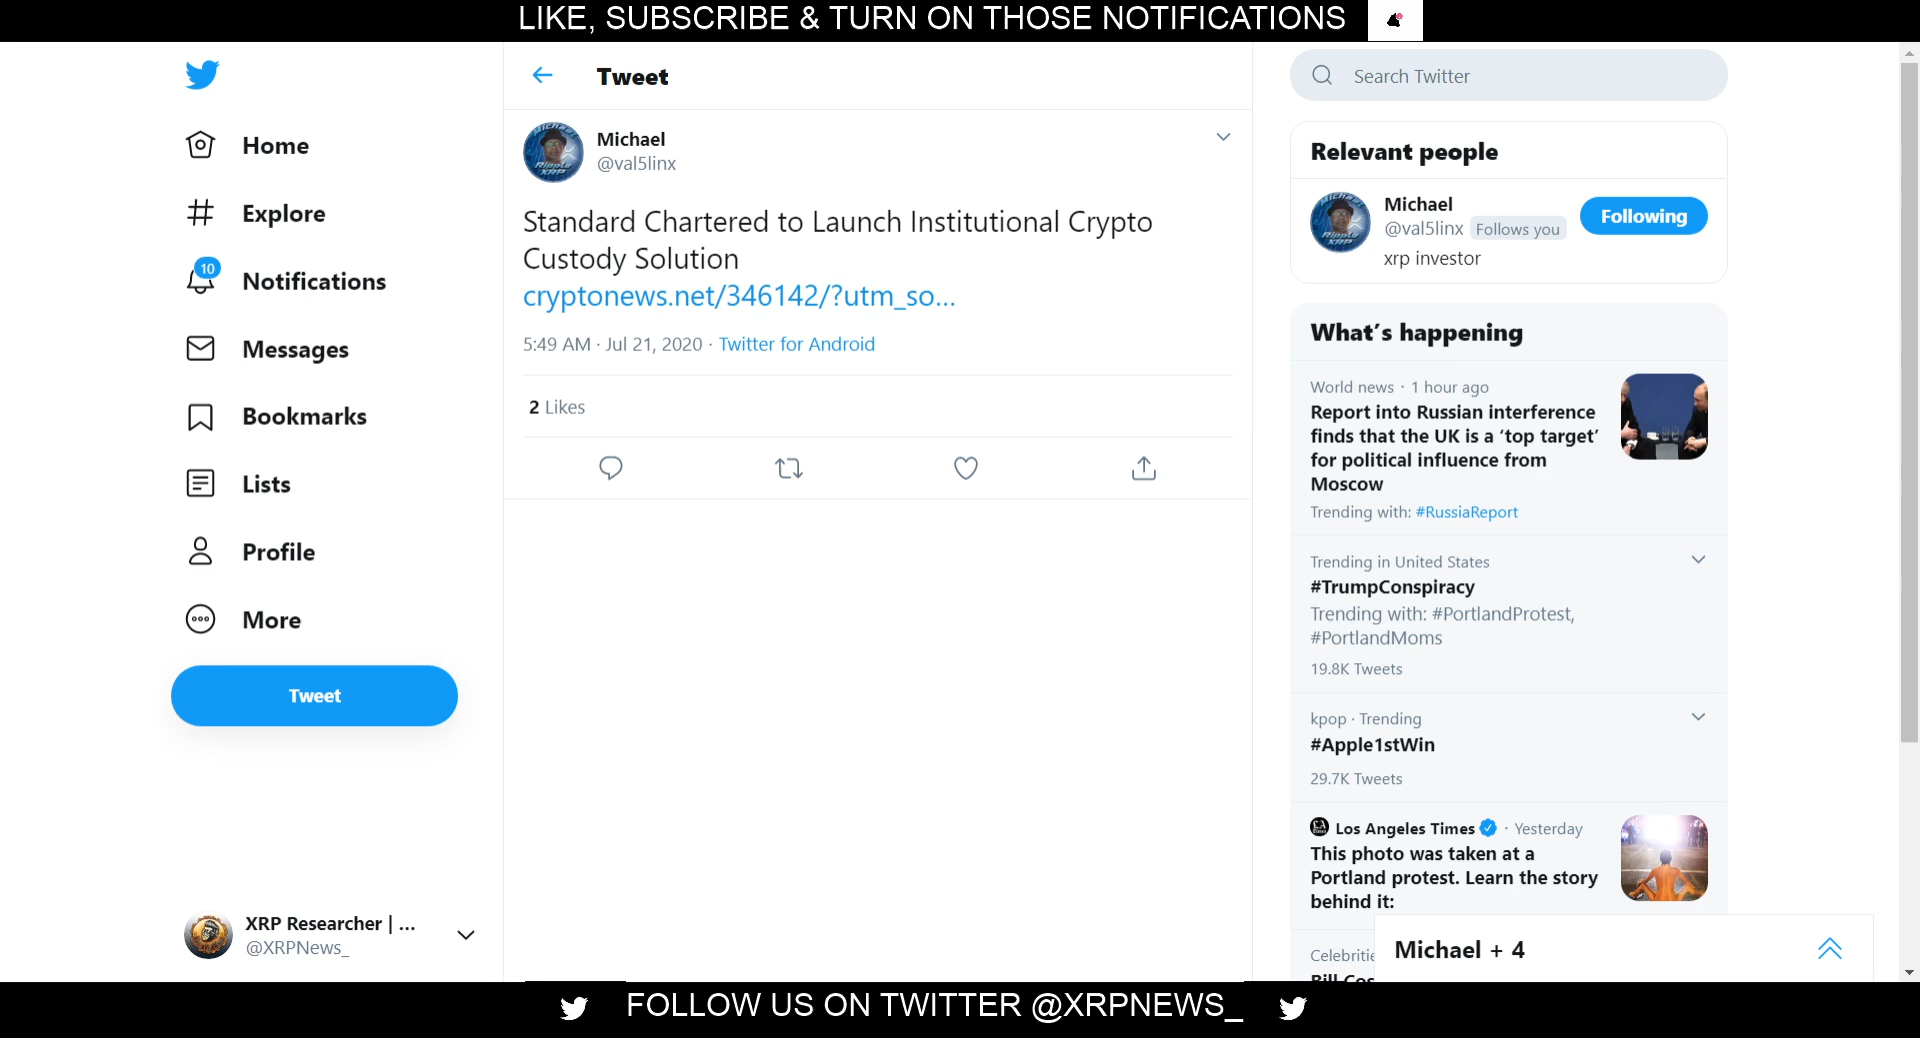 LIKE, SUBSCRIBE & TURN ON THOSE NOTIFICATIONS
Home
Explore
10
Notifications
Messages
Bookmarks
Lists
Profile
More
Tweet
XRP Researcher | ...
@XRPNews_
Tweet
Michael
@val5linx
Standard Chartered to Launch Institutional Crypto
Custody Solution
cryptonews.net/346142/?utm_so...
5:49 AM · Jul 21, 2020 · Twitter for Android
2 Likes
Search Twitter
Relevant people
Michael
@val5linx Follows you
Following
xrp investor
What's happening
World news · 1 hour ago
Report into Russian interference
finds that the UK is a ‘top target’
for political influence from
Moscow
Trending with: #RussiaReport
Trending in United States
#TrumpConspiracy
Trending with: #PortlandProtest,
#PortlandMoms
19.8K Tweets
kpop · Trending
#Apple1stWin
29.7K Tweets
Los Angeles Times · Yesterday
This photo was taken at a
Portland protest. Learn the story
behind it:
Michael + 4
FOLLOW US ON TWITTER @XRPNEWS_